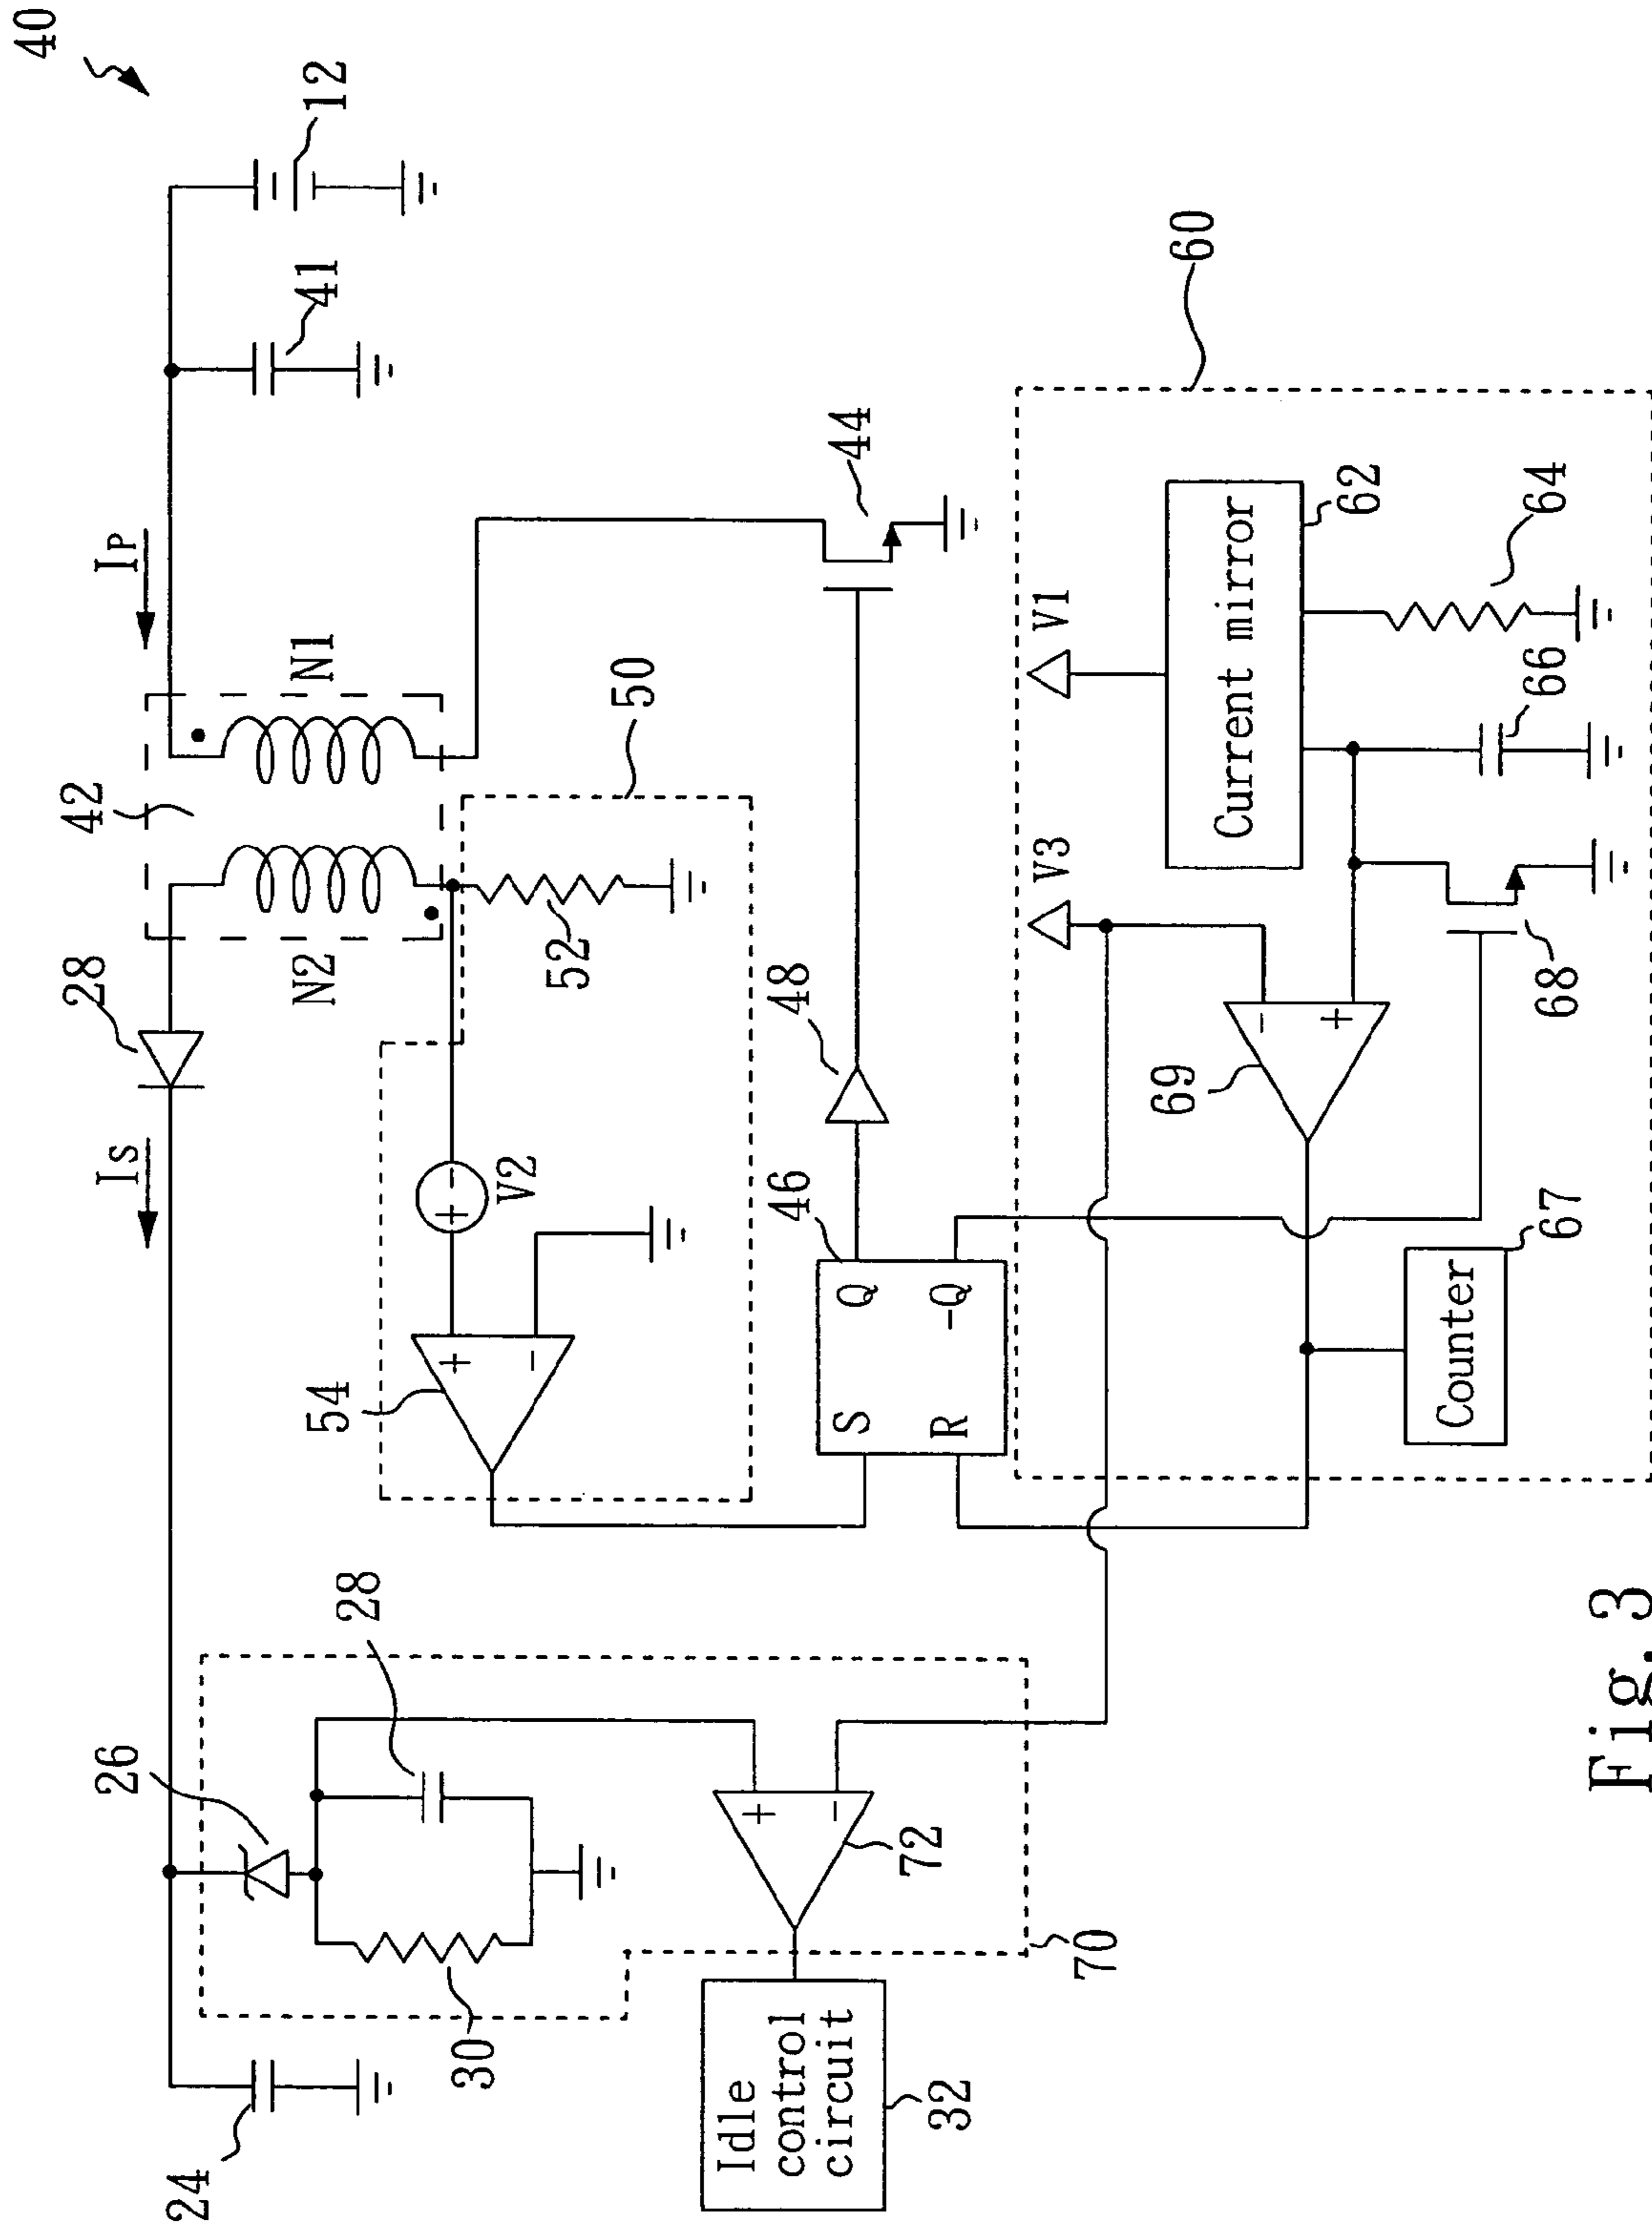 40
12
41
IP
N1
42
N2
28
IS
26
24
50
52
V2
54
44
48
46
S
Q
R
-Q
28
30
72
70
Idle
control
circuit
32
60
V1
V3
Current mirror
62
64
66
68
69
67
Counter
+
-
+
-
+
-
+
-
Fig. 3